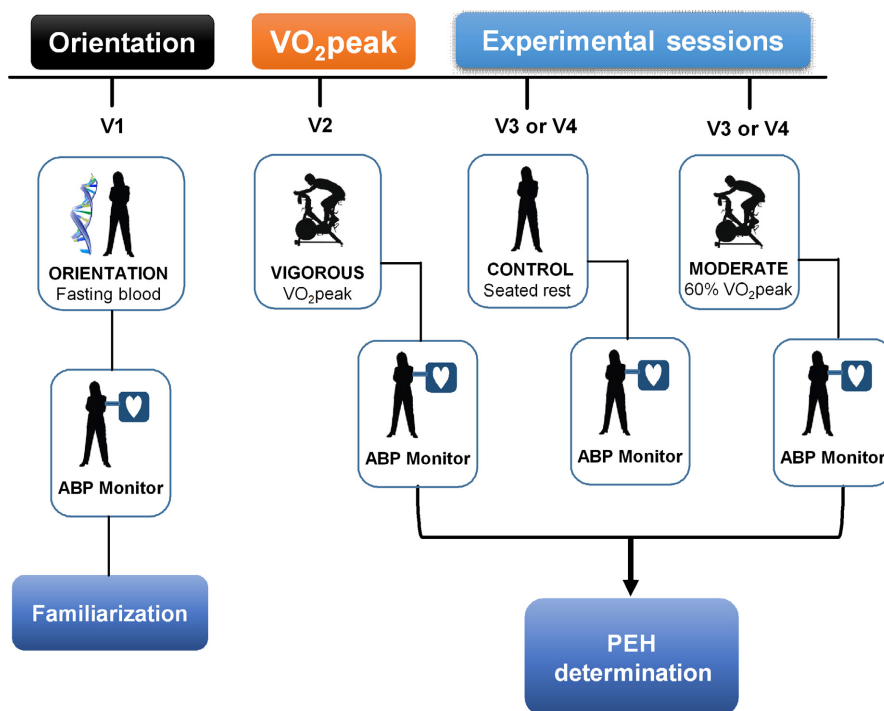 Orientation
VO₂peak
Experimental sessions
V1
V2
V3 or V4
V3 or V4
ORIENTATION
Fasting blood
VIGOROUS
VO₂peak
CONTROL
Seated rest
MODERATE
60% VO₂peak
ABP Monitor
ABP Monitor
ABP Monitor
ABP Monitor
Familiarization
PEH
determination